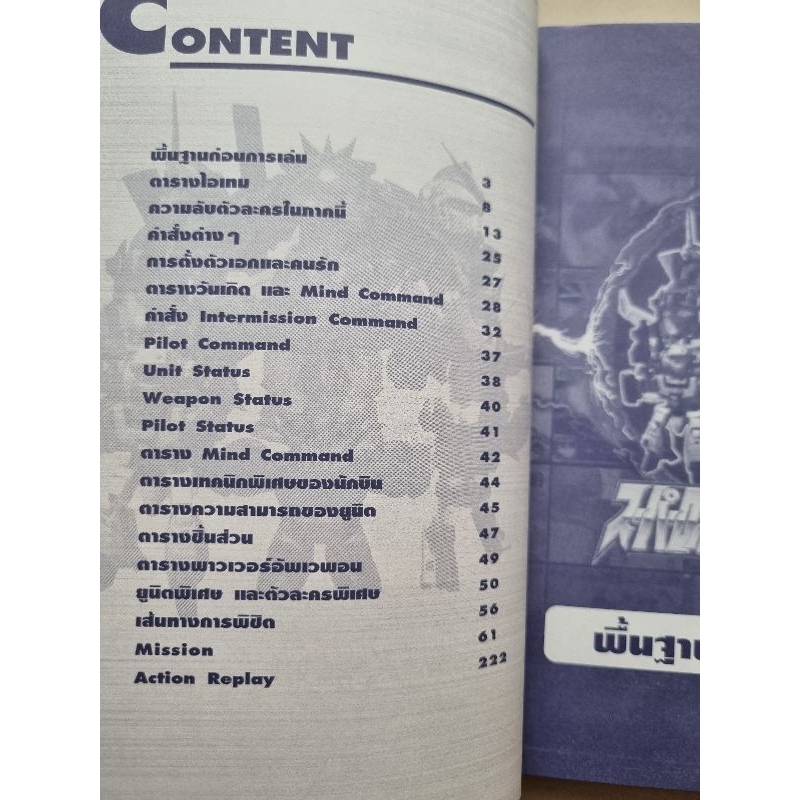 CONTENT
พื้นฐานก่อนการเล่น 3
ตารางไอเทม 8
ความลับตัวละครในภาคนี้ 13
คำสั่งต่างๆ 25
การตั้งตัวเอกและคนรัก 27
ตารางวันเกิด และ Mind Command 28
คำสั่ง Intermission Command 32
Pilot Command 37
Unit Status 38
Weapon Status 40
Pilot Status 41
ตาราง Mind Command 42
ตารางเทคนิกพิเศษของนักขับ 44
ตารางความสามารถของยูนิต 45
ตารางชิ้นส่วน 47
ตารางพาวเวอร์อัพเวพอน 49
ยูนิตพิเศษ และตัวละครพิเศษ 50
เส้นทางการพิชิต 56
Mission 61
Action Replay 222
พื้นฐาน